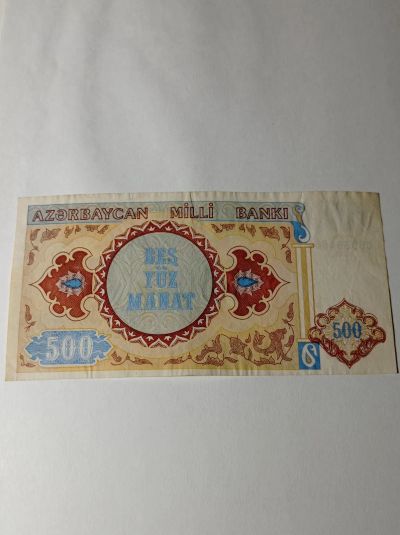 AZƏRBAYCAN MİLLİ BANKI
BEŞ
YÜZ
MANAT
500
500